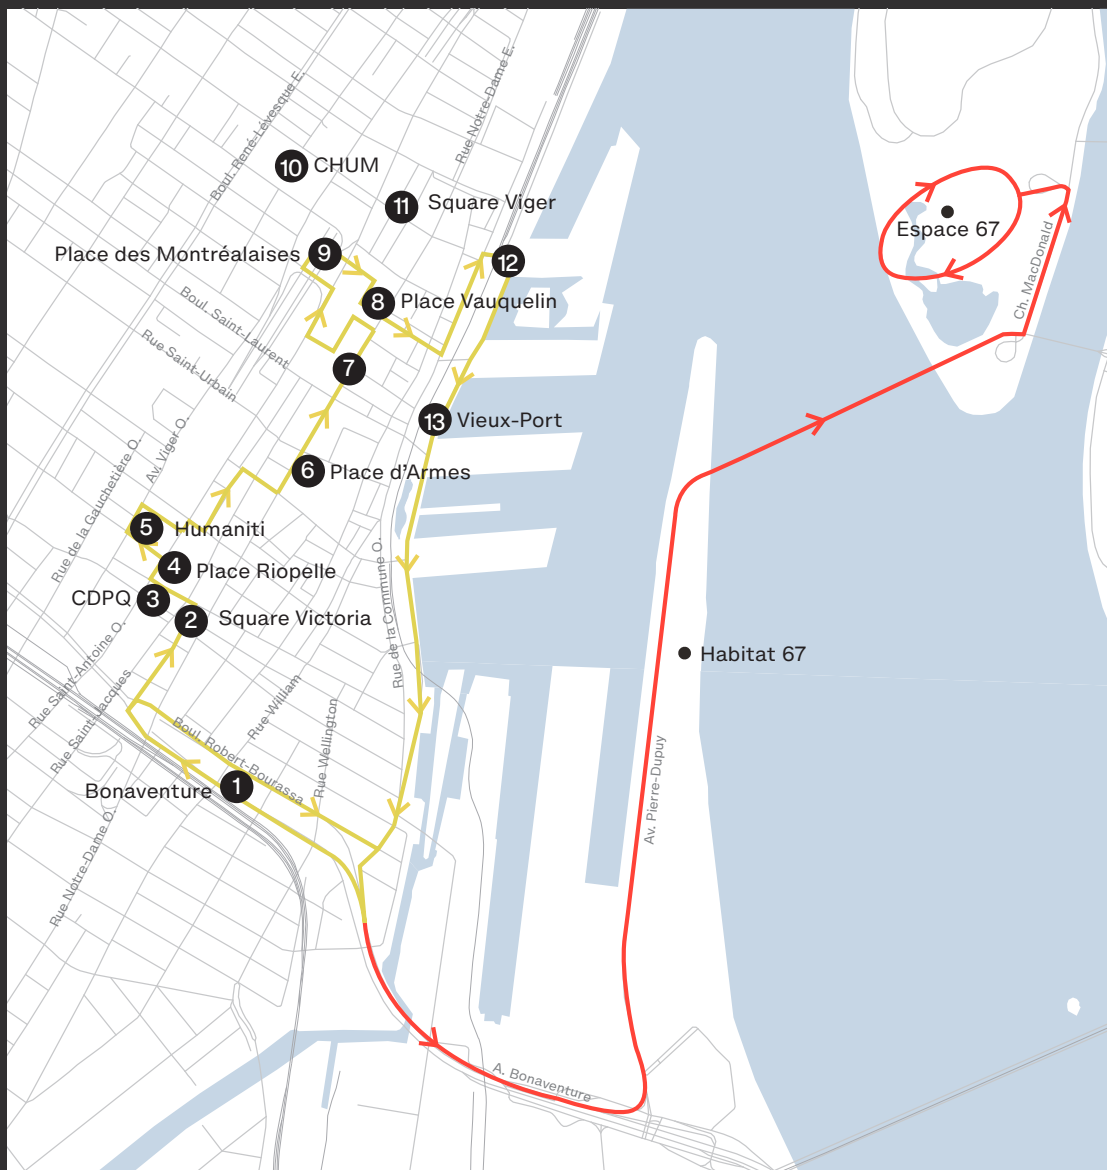 Boul. René-Lévesque E.
Rue Notre-Dame E.
10 CHUM
11 Square Viger
Place des Montréalaises 9
12
8 Place Vauquelin
Boul. Saint-Laurent
Rue Saint-Urbain
7
13 Vieux-Port
Espace 67
Ch. MacDonald
Av. Viger O.
Rue de la Gauchetière O.
6 Place d'Armes
5 Humaniti
4 Place Riopelle
CDPQ 3
2 Square Victoria
Rue de la Commune O.
Rue Saint-Antoine O.
Rue Saint-Jacques
Habitat 67
Rue William
Rue Wellington
Boul. Robert-Bourassa
Bonaventure 1
Av. Pierre-Dupuy
Rue Notre-Dame O.
A. Bonaventure